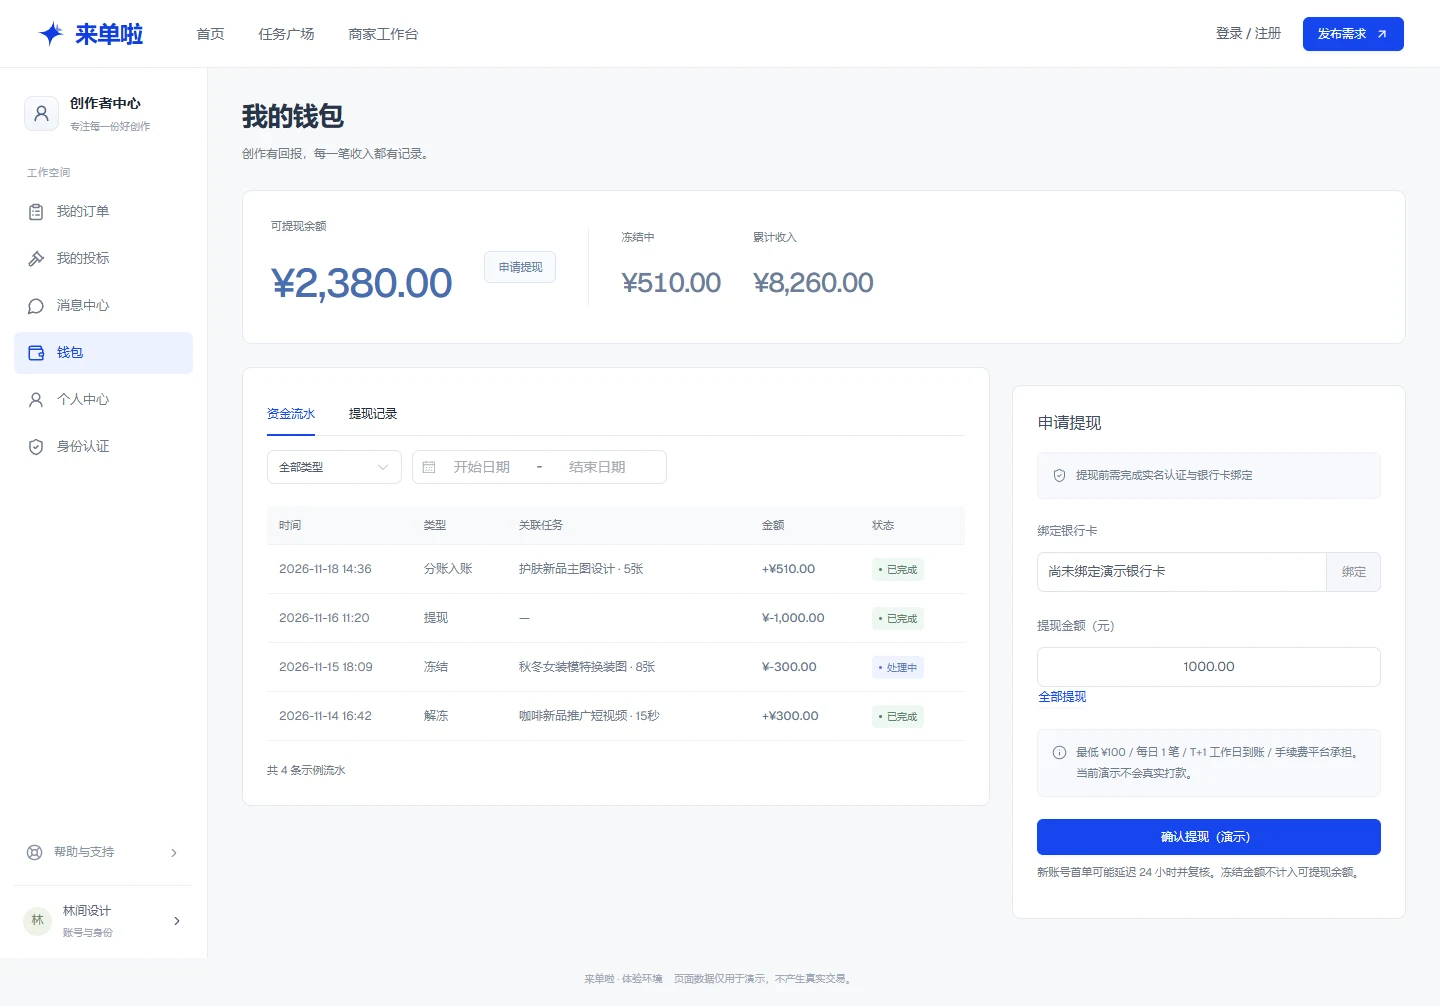 来单啦
首页 任务广场 商家工作台
登录 / 注册
发布需求
创作者中心
专注每一份好创作
工作空间
我的订单
我的投标
消息中心
钱包
个人中心
身份认证
帮助与支持
林
林间设计
账号与身份
我的钱包
创作有回报，每一笔收入都有记录。
可提现余额
¥2,380.00
申请提现
冻结中
¥510.00
累计收入
¥8,260.00
资金流水 提现记录
全部类型
开始日期 - 结束日期
时间 类型 关联任务 金额 状态
2026-11-18 14:36 分账入账 护肤新品主图设计 · 5张 +¥510.00 • 已完成
2026-11-16 11:20 提现 — ¥-1,000.00 • 已完成
2026-11-15 18:09 冻结 秋冬女装模特换装图 · 8张 ¥-300.00 • 处理中
2026-11-14 16:42 解冻 咖啡新品推广短视频 · 15秒 +¥300.00 • 已完成
共 4 条示例流水
申请提现
提现前需完成实名认证与银行卡绑定
绑定银行卡
尚未绑定演示银行卡 绑定
提现金额（元）
1000.00
全部提现
最低 ¥100 / 每日 1 笔 / T+1 工作日到账 / 手续费平台承担。
当前演示不会真实打款。
确认提现（演示）
新账号首单可能延迟 24 小时并复核。冻结金额不计入可提现余额。
来单啦 · 体验环境 页面数据仅用于演示，不产生真实交易。